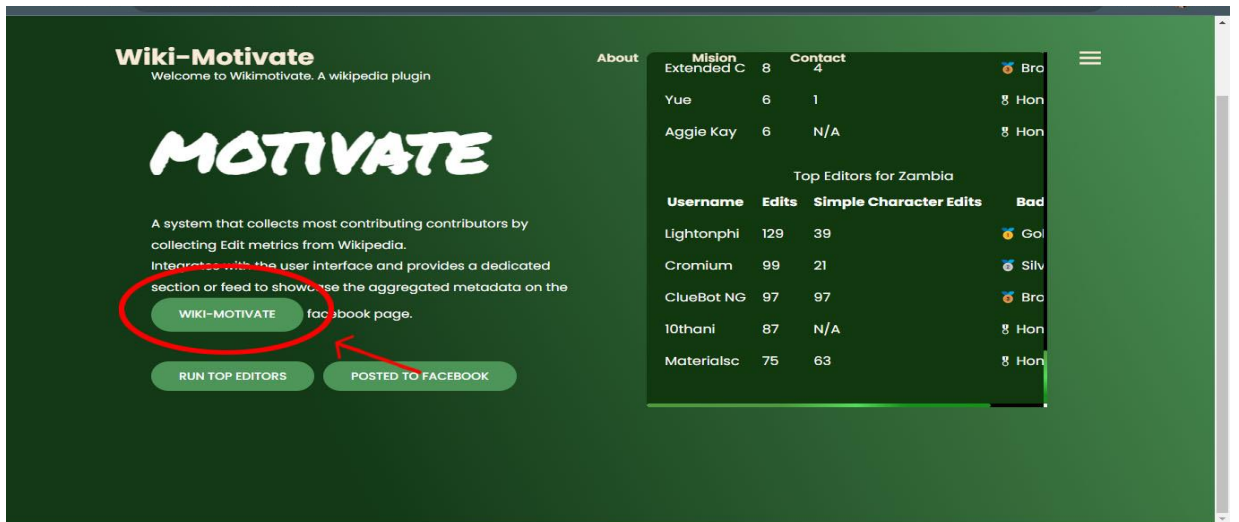 Wiki-Motivate
About Mision Contact
Welcome to Wikimotivate. A wikipedia plugin
MOTIVATE
A system that collects most contributing contributors by
collecting Edit metrics from Wikipedia.
Integrates with the user interface and provides a dedicated
section or feed to showcase the aggregated metadata on the
WIKI-MOTIVATE facebook page.
RUN TOP EDITORS POSTED TO FACEBOOK
Extended C 8 4 Bro
Yue 6 1 Hon
Aggie Kay 6 N/A Hon
Top Editors for Zambia
Username Edits Simple Character Edits Bad
Lightonphi 129 39 Gol
Cromium 99 21 Silv
ClueBot NG 97 97 Bro
10thani 87 N/A Hon
Materialsc 75 63 Hon